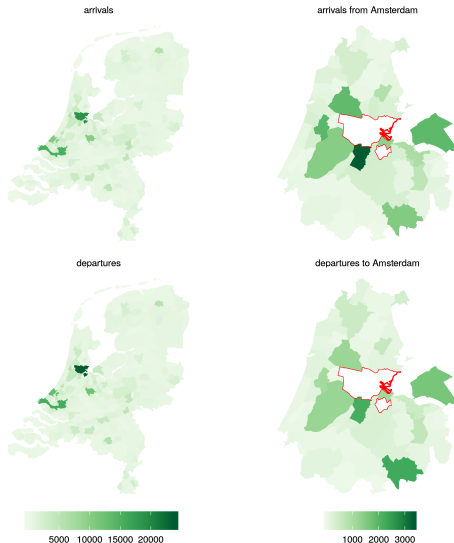 arrivals
arrivals from Amsterdam
departures
departures to Amsterdam
5000 10000 15000 20000
1000 2000 3000